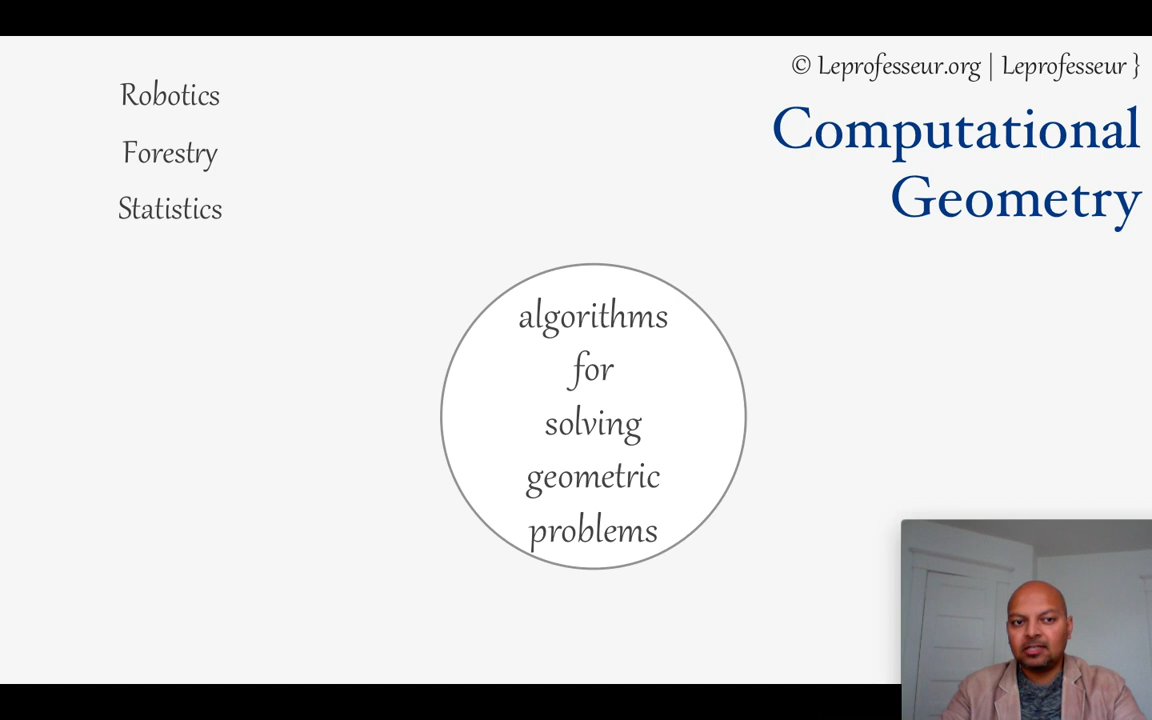 © Leprofesseur.org | Leprofesseur }
Computational
Geometry
Robotics
Forestry
Statistics
algorithms
for
solving
geometric
problems